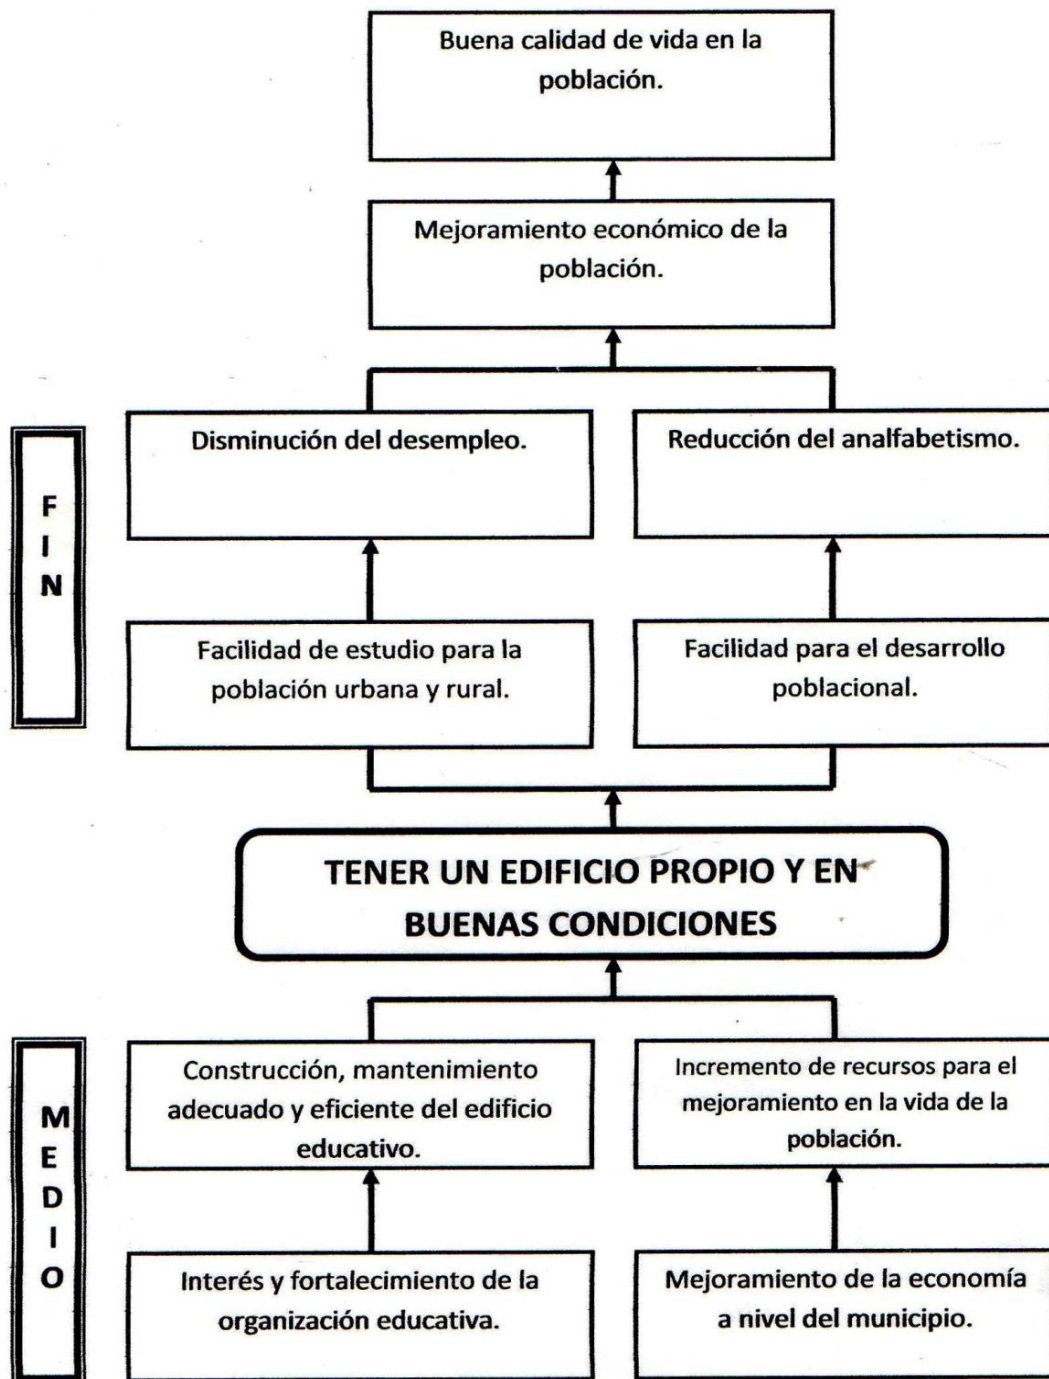 Buena calidad de vida en la
población.
Mejoramiento económico de la
población.
Disminución del desempleo.
Reducción del analfabetismo.
F
I
N
Facilidad de estudio para la
población urbana y rural.
Facilidad para el desarrollo
poblacional.
TENER UN EDIFICIO PROPIO Y EN
BUENAS CONDICIONES
M
E
D
I
O
Construcción, mantenimiento
adecuado y eficiente del edificio
educativo.
Incremento de recursos para el
mejoramiento en la vida de la
población.
Interés y fortalecimiento de la
organización educativa.
Mejoramiento de la economía
a nivel del municipio.